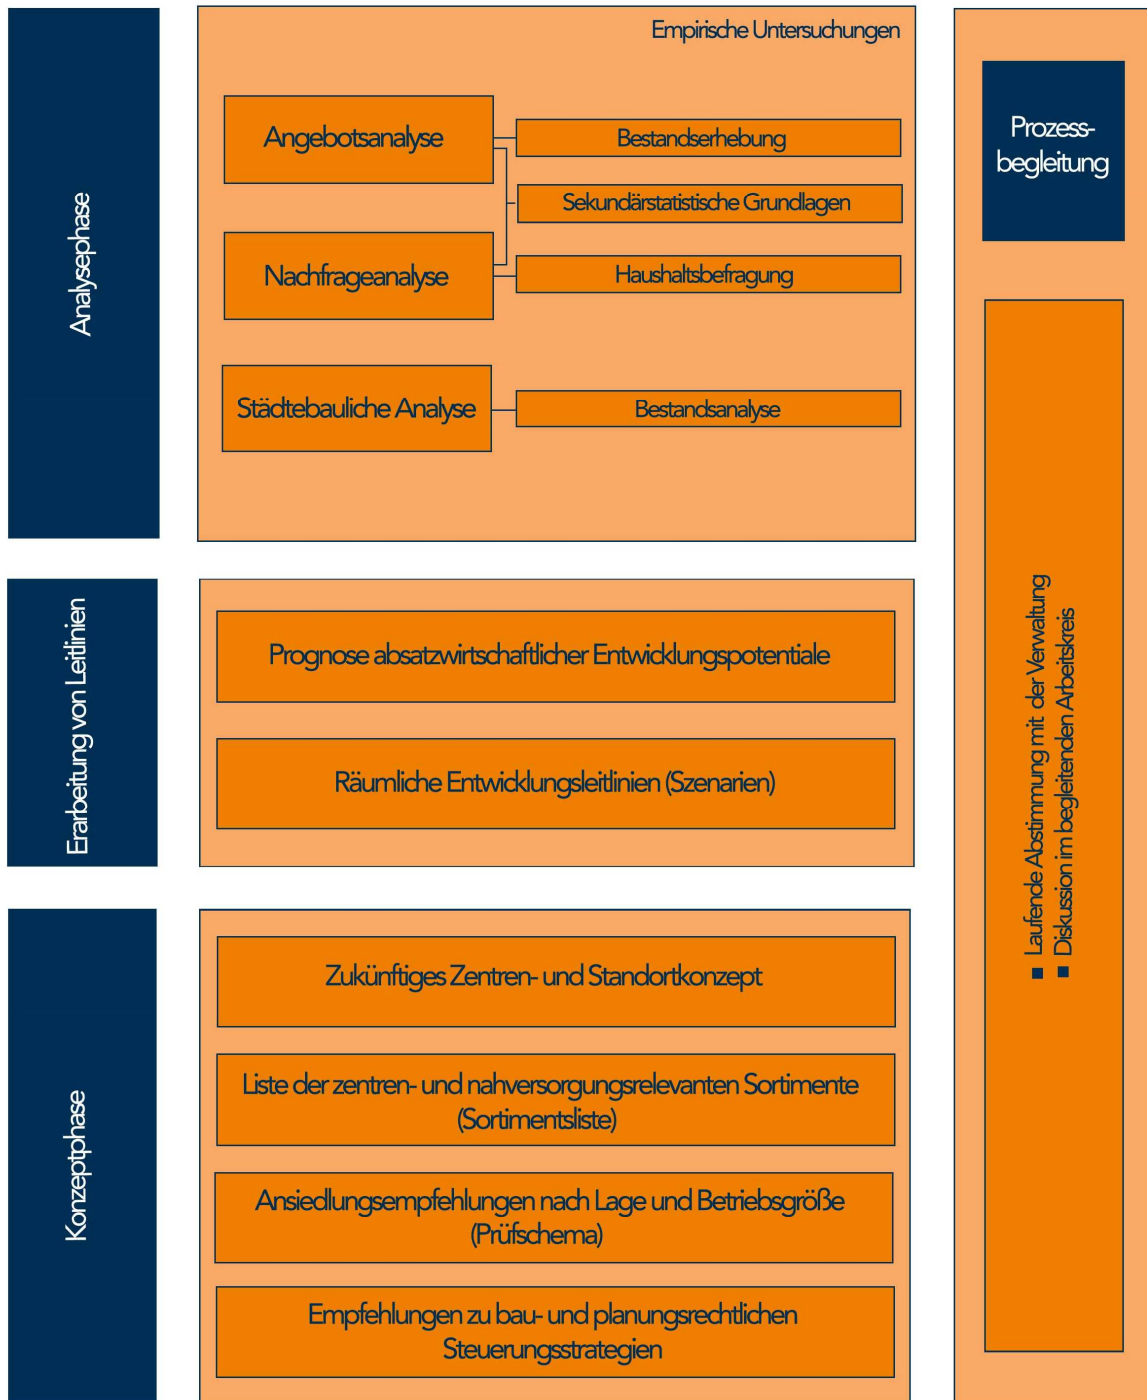 Analysephase
Empirische Untersuchungen
Angebotsanalyse
Bestandserhebung
Sekundärstatistische Grundlagen
Nachfrageanalyse
Haushaltsbefragung
Städtebauliche Analyse
Bestandsanalyse
Erarbeitung von Leitlinien
Prognose absatzwirtschaftlicher Entwicklungspotentiale
Räumliche Entwicklungsleitlinien (Szenarien)
Konzeptphase
Zukünftiges Zentren- und Standortkonzept
Liste der zentren- und nahversorgungsrelevanten Sortimente
(Sortimentsliste)
Ansiedlungsempfehlungen nach Lage und Betriebsgröße
(Prüfschema)
Empfehlungen zu bau- und planungsrechtlichen
Steuerungsstrategien
Prozess-
begleitung
■ Laufende Abstimmung mit der Verwaltung
■ Diskussion im begleitenden Arbeitskreis